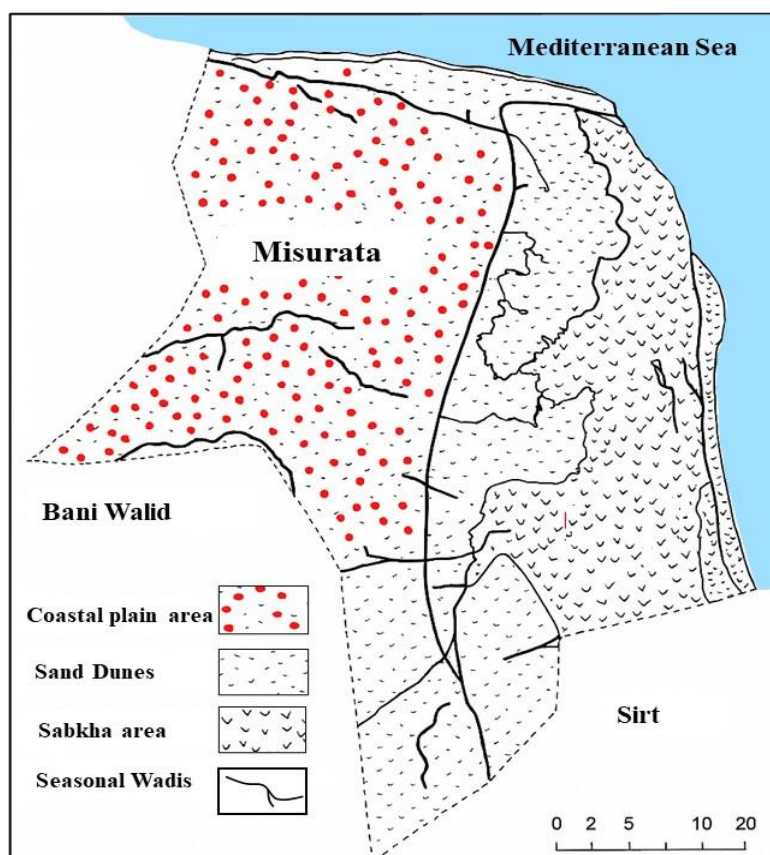 Mediterranean Sea
Misurata
Bani Walid
Coastal plain area
Sand Dunes
Sabkha area
Seasonal Wadis
Sirt
0 2 5 10 20